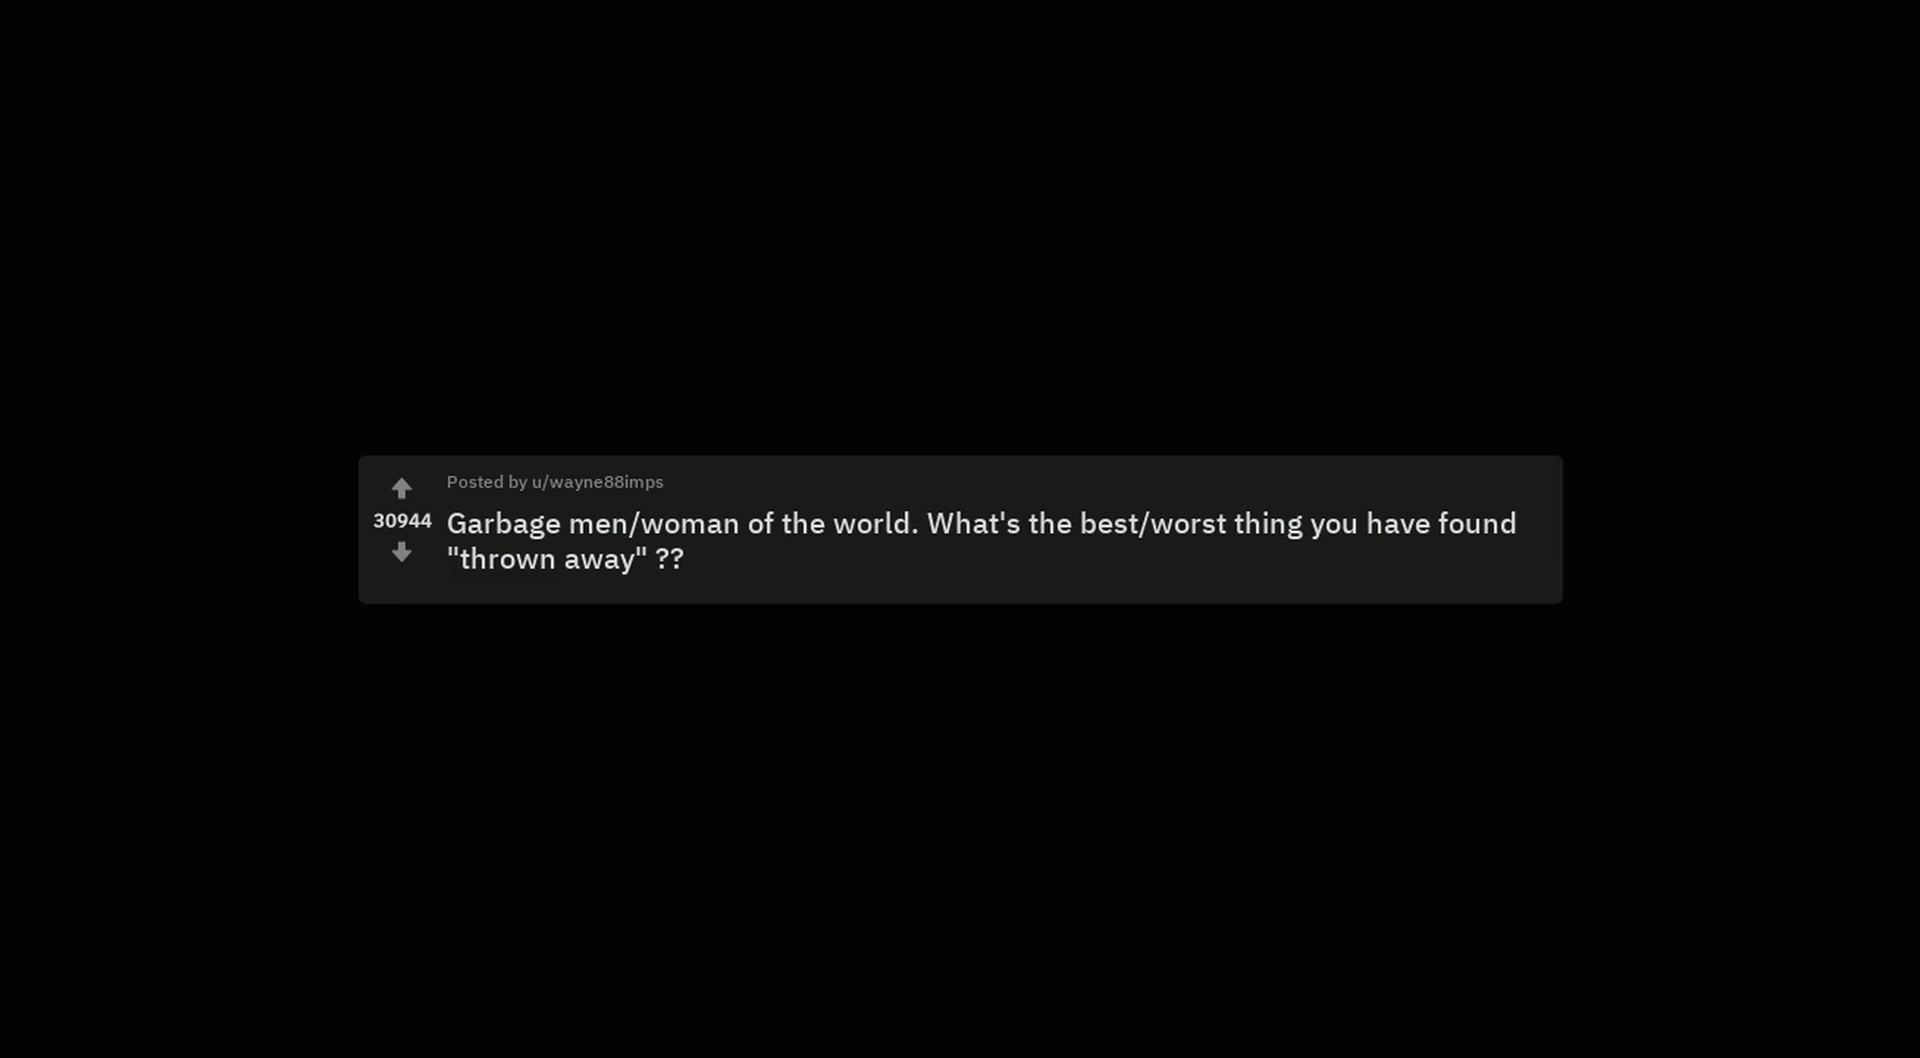 Posted by u/wayne88imps
30944
Garbage men/woman of the world. What's the best/worst thing you have found
"thrown away" ??